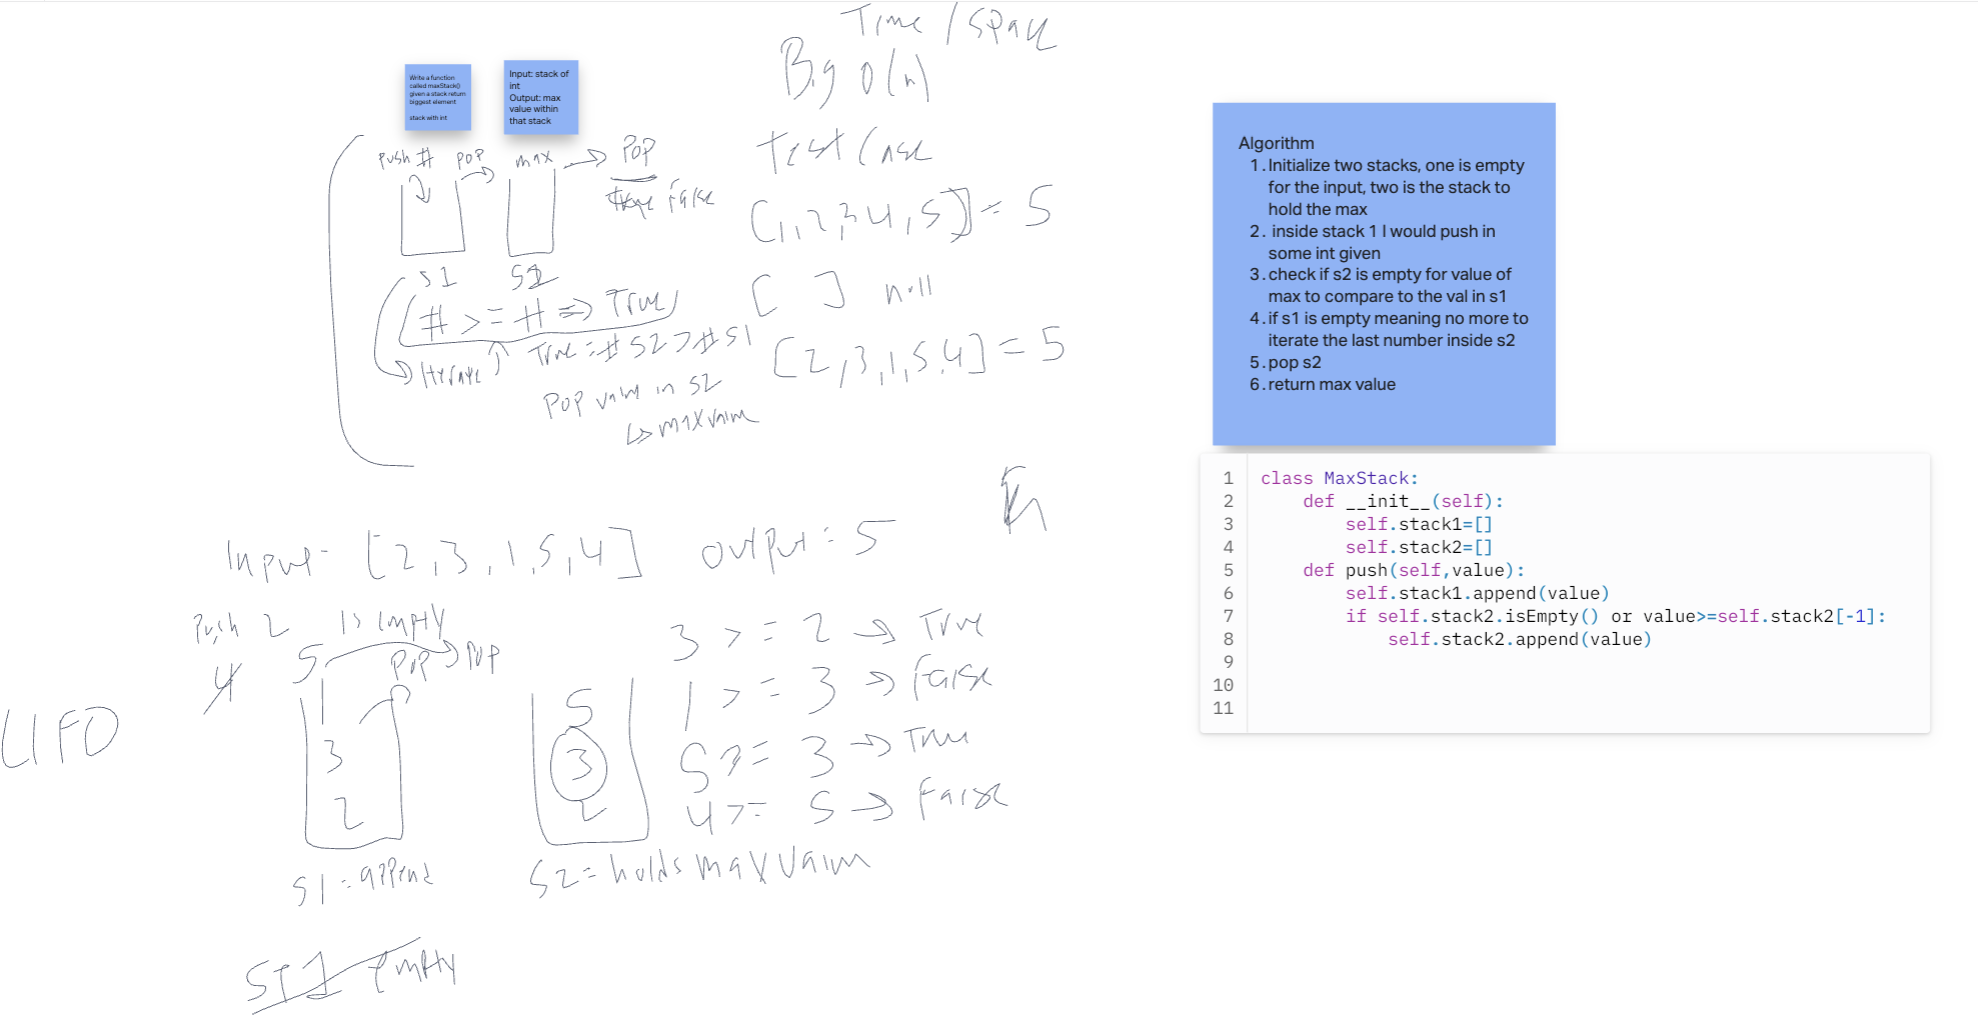 Time / Space
Big O(n)
Write a function
called maxStack()
given a stack return
biggest element
stack with int
Input: stack of
int
Output: max
value within
that stack
push # pop max → Pop
False
S1 S2
# >= # => True
Iterate
True = # S2 > # S1
Pop value in S2
↳ max value
Test Case
[1,2,3,4,5] = 5
[ ] null
[2,3,1,5,4] = 5
Input = [2,3,1,5,4] output = 5
Push 2 is empty
4 5 Pop → Pop
1
3
2
S1 = append
5
3
2
S2 = holds max value
3 >= 2 → True
1 >= 3 → False
5 >= 3 → True
4 >= 5 → False
LIFO
ST1 Empty
Algorithm
1. Initialize two stacks, one is empty
for the input, two is the stack to
hold the max
2. inside stack 1 I would push in
some int given
3. check if s2 is empty for value of
max to compare to the val in s1
4. if s1 is empty meaning no more to
iterate the last number inside s2
5. pop s2
6. return max value
1 class MaxStack:
2 def __init__(self):
3 self.stack1=[]
4 self.stack2=[]
5 def push(self,value):
6 self.stack1.append(value)
7 if self.stack2.isEmpty() or value>=self.stack2[-1]:
8 self.stack2.append(value)
9
10
11